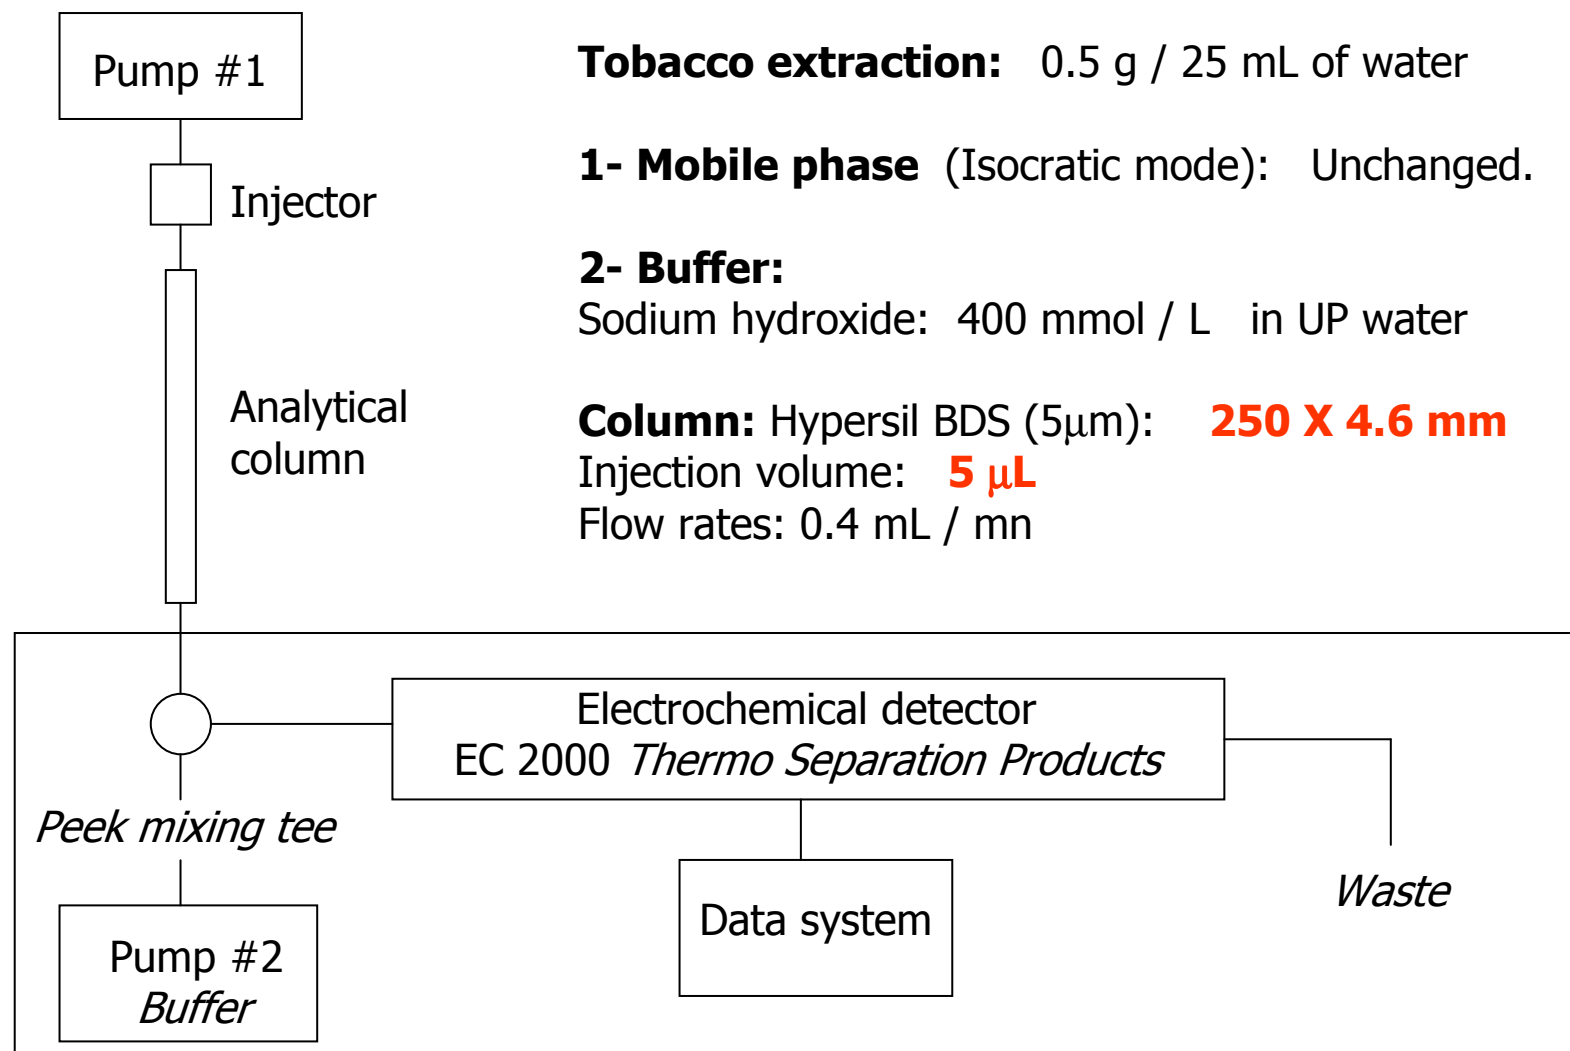 Pump #1
Tobacco extraction: 0.5 g / 25 mL of water
1- Mobile phase (Isocratic mode): Unchanged.
Injector
2- Buffer:
Sodium hydroxide: 400 mmol / L in UP water
Analytical
column
Column: Hypersil BDS (5μm): 250 X 4.6 mm
Injection volume: 5 μL
Flow rates: 0.4 mL / mn
Electrochemical detector
EC 2000 Thermo Separation Products
Peek mixing tee
Waste
Data system
Pump #2
Buffer